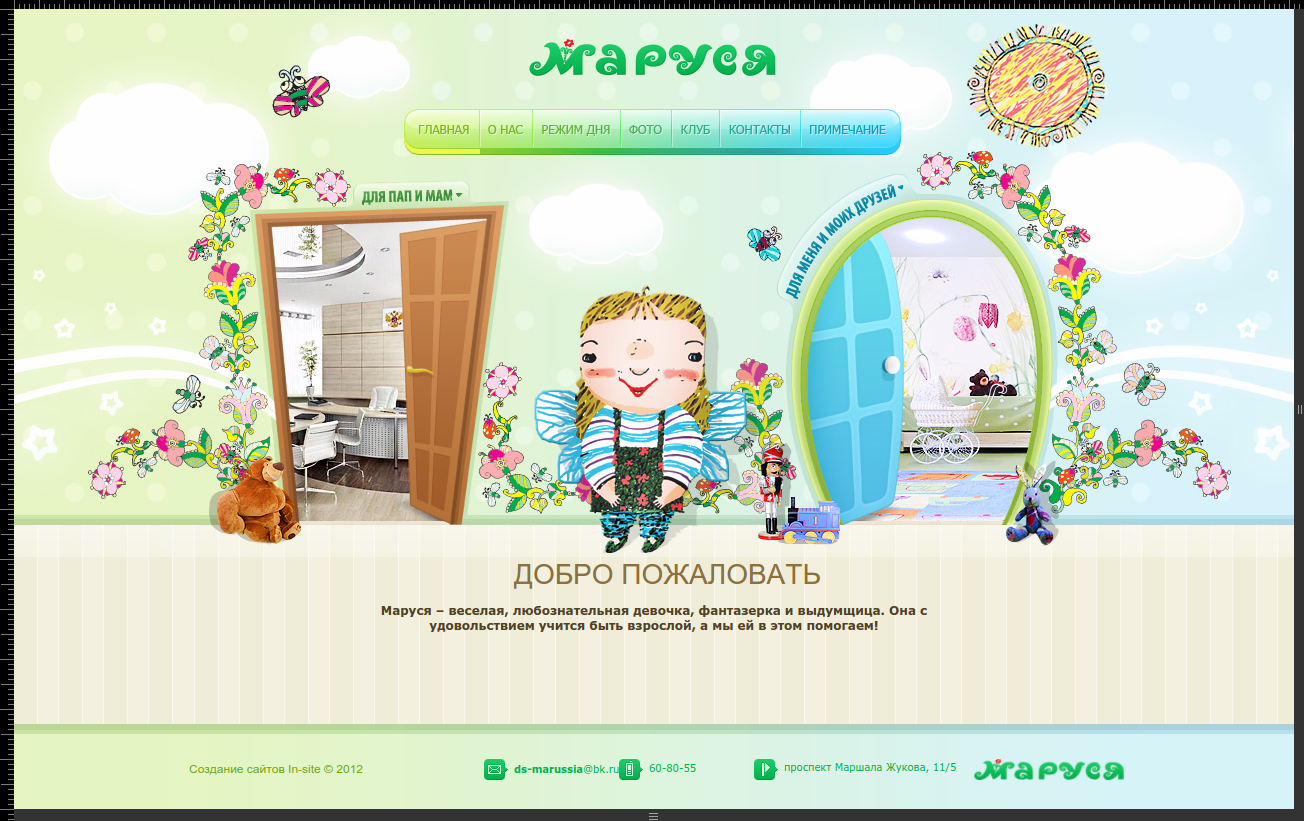 Маруся
ГЛАВНАЯ О НАС РЕЖИМ ДНЯ ФОТО КЛУБ КОНТАКТЫ ПРИМЕЧАНИЕ
ДЛЯ ПАП И МАМ
ДЛЯ МЕНЯ И МОИХ ДРУЗЕЙ
ДОБРО ПОЖАЛОВАТЬ
Маруся – веселая, любознательная девочка, фантазерка и выдумщица. Она с
удовольствием учится быть взрослой, а мы ей в этом помогаем!
Создание сайтов In-site © 2012
ds-marussia@bk.ru
60-80-55
проспект Маршала Жукова, 11/5
Маруся